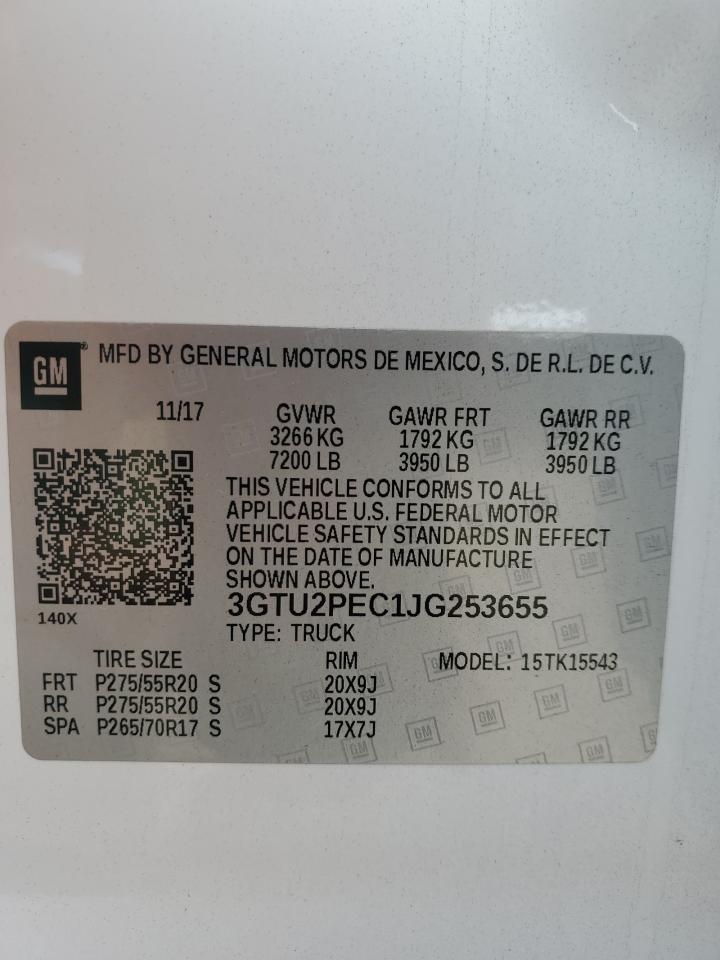 GM® MFD BY GENERAL MOTORS DE MEXICO, S. DE R.L. DE C.V.
11/17 GVWR GAWR FRT GAWR RR
3266 KG 1792 KG 1792 KG
7200 LB 3950 LB 3950 LB
THIS VEHICLE CONFORMS TO ALL
APPLICABLE U.S. FEDERAL MOTOR
VEHICLE SAFETY STANDARDS IN EFFECT
ON THE DATE OF MANUFACTURE
SHOWN ABOVE.
140X 3GTU2PEC1JG253655
TYPE: TRUCK
TIRE SIZE RIM MODEL: 15TK15543
FRT P275/55R20 S 20X9J
RR P275/55R20 S 20X9J
SPA P265/70R17 S 17X7J